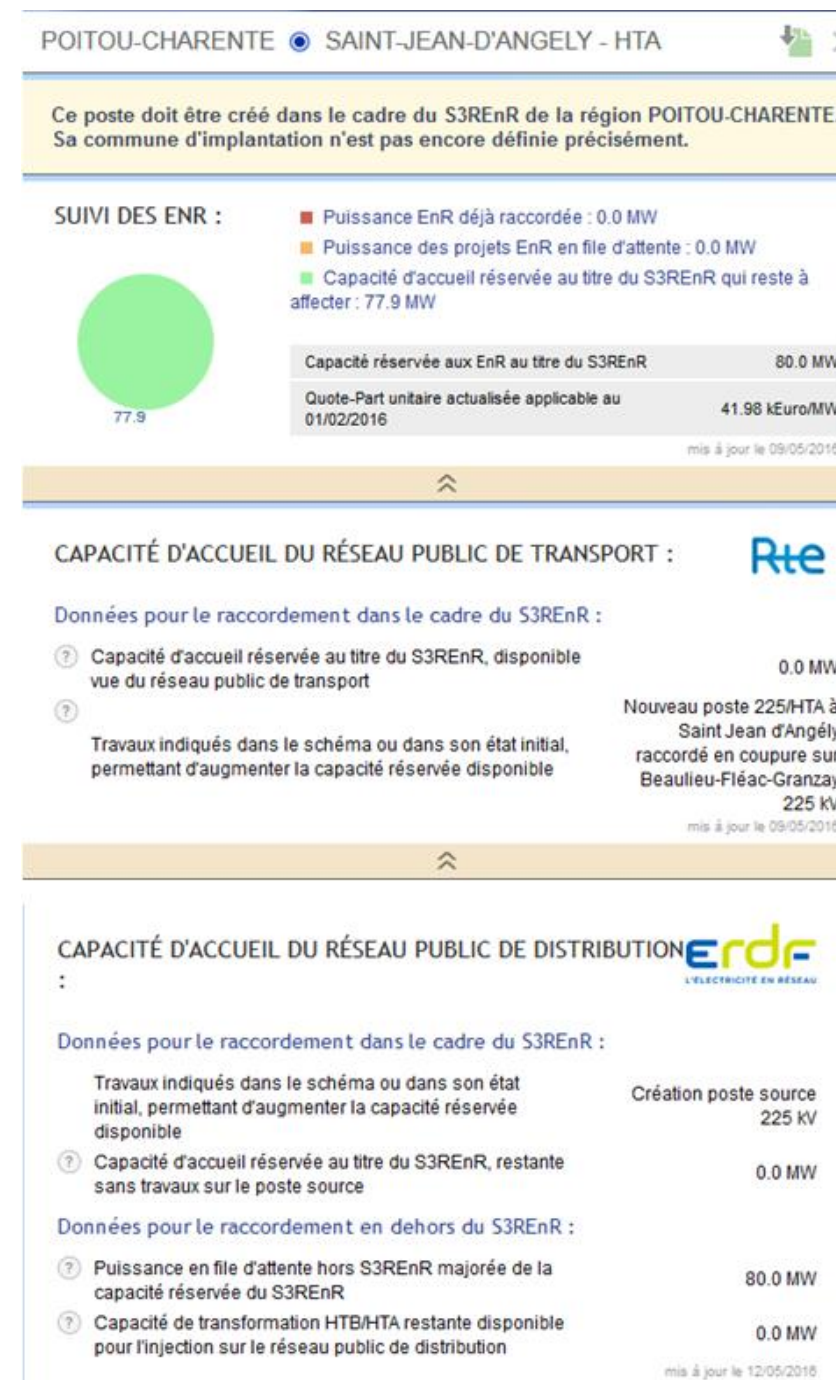 POITOU-CHARENTE SAINT-JEAN-D'ANGELY - HTA
Ce poste doit être créé dans le cadre du S3REnR de la région POITOU-CHARENTE.
Sa commune d'implantation n'est pas encore définie précisément.
SUIVI DES ENR :
Puissance EnR déjà raccordée : 0.0 MW
Puissance des projets EnR en file d'attente : 0.0 MW
Capacité d'accueil réservée au titre du S3REnR qui reste à
affecter : 77.9 MW
77.9
Capacité réservée aux EnR au titre du S3REnR 80.0 MW
Quote-Part unitaire actualisée applicable au
01/02/2016 41.98 kEuro/MW
mis à jour le 09/05/2016
CAPACITÉ D'ACCUEIL DU RÉSEAU PUBLIC DE TRANSPORT :
Rte
Données pour le raccordement dans le cadre du S3REnR :
? Capacité d'accueil réservée au titre du S3REnR, disponible
vue du réseau public de transport
0.0 MW
?
Travaux indiqués dans le schéma ou dans son état initial,
permettant d'augmenter la capacité réservée disponible
Nouveau poste 225/HTA à
Saint Jean d'Angély
raccordé en coupure sur
Beaulieu-Fléac-Granzay
225 kV
mis à jour le 09/05/2016
CAPACITÉ D'ACCUEIL DU RÉSEAU PUBLIC DE DISTRIBUTION
:
erdf
L'ELECTRICITÉ EN RÉSEAU
Données pour le raccordement dans le cadre du S3REnR :
Travaux indiqués dans le schéma ou dans son état
initial, permettant d'augmenter la capacité réservée
disponible
Création poste source
225 kV
? Capacité d'accueil réservée au titre du S3REnR, restante
sans travaux sur le poste source
0.0 MW
Données pour le raccordement en dehors du S3REnR :
? Puissance en file d'attente hors S3REnR majorée de la
capacité réservée du S3REnR
80.0 MW
? Capacité de transformation HTB/HTA restante disponible
pour l'injection sur le réseau public de distribution
0.0 MW
mis à jour le 12/05/2016